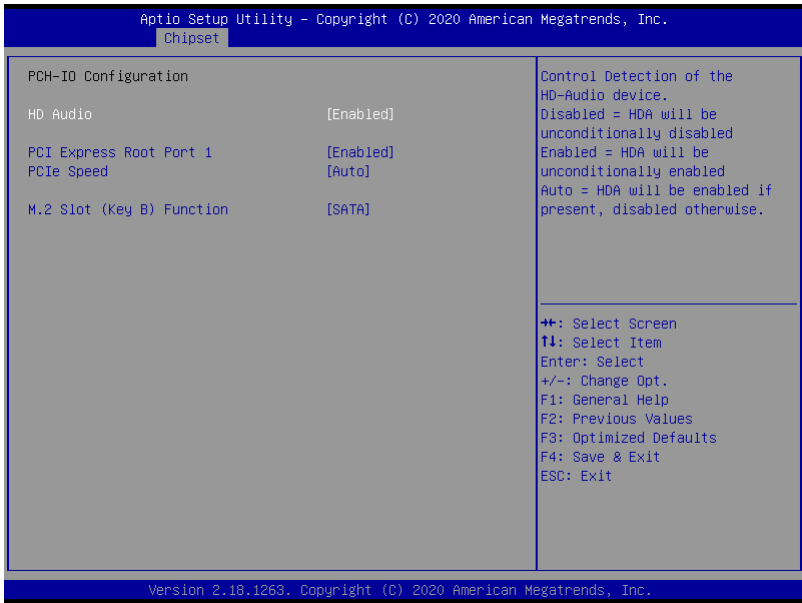 Aptio Setup Utility – Copyright (C) 2020 American Megatrends, Inc.
Chipset
PCH-IO Configuration
HD Audio [Enabled]
PCI Express Root Port 1 [Enabled]
PCIe Speed [Auto]
M.2 Slot (Key B) Function [SATA]
Control Detection of the
HD-Audio device.
Disabled = HDA will be
unconditionally disabled
Enabled = HDA will be
unconditionally enabled
Auto = HDA will be enabled if
present, disabled otherwise.
→←: Select Screen
↑↓: Select Item
Enter: Select
+/-: Change Opt.
F1: General Help
F2: Previous Values
F3: Optimized Defaults
F4: Save & Exit
ESC: Exit
Version 2.18.1263. Copyright (C) 2020 American Megatrends, Inc.